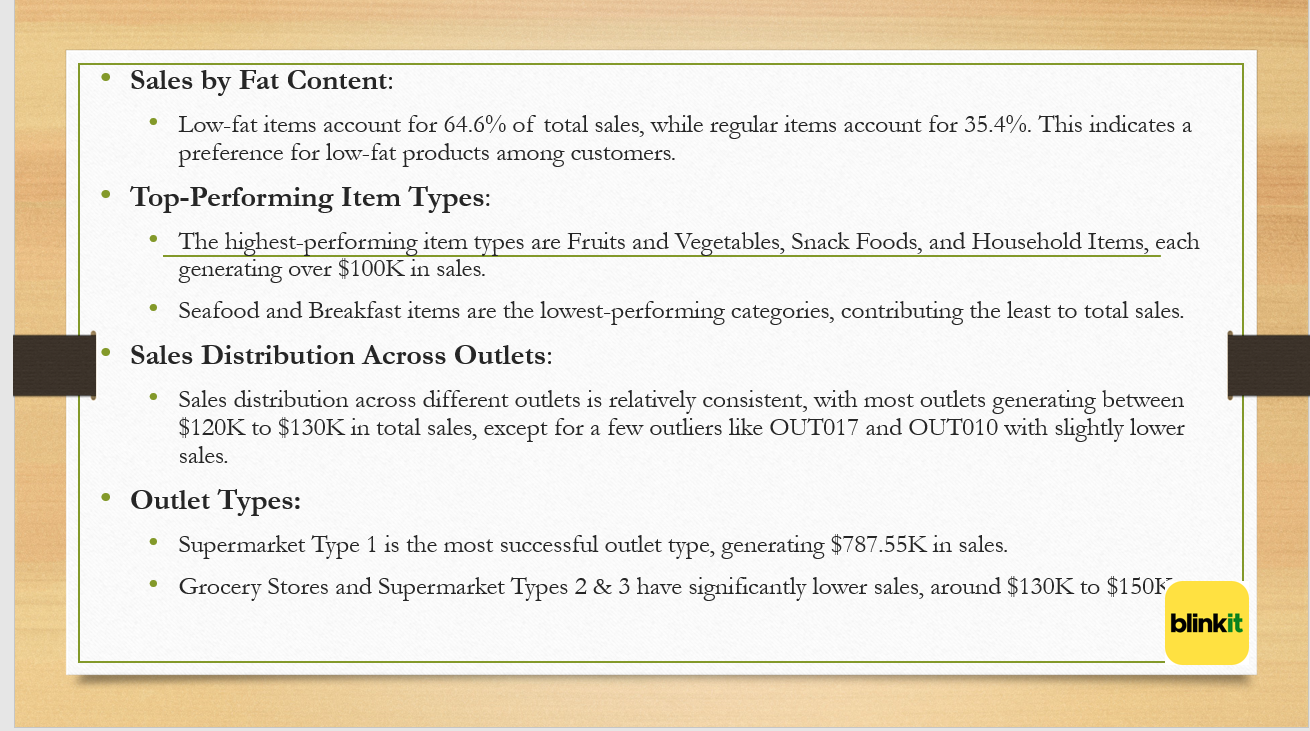 • Sales by Fat Content:
• Low-fat items account for 64.6% of total sales, while regular items account for 35.4%. This indicates a
preference for low-fat products among customers.
• Top-Performing Item Types:
• The highest-performing item types are Fruits and Vegetables, Snack Foods, and Household Items, each
generating over $100K in sales.
• Seafood and Breakfast items are the lowest-performing categories, contributing the least to total sales.
• Sales Distribution Across Outlets:
• Sales distribution across different outlets is relatively consistent, with most outlets generating between
$120K to $130K in total sales, except for a few outliers like OUT017 and OUT010 with slightly lower
sales.
• Outlet Types:
• Supermarket Type 1 is the most successful outlet type, generating $787.55K in sales.
• Grocery Stores and Supermarket Types 2 & 3 have significantly lower sales, around $130K to $150K
blinkit